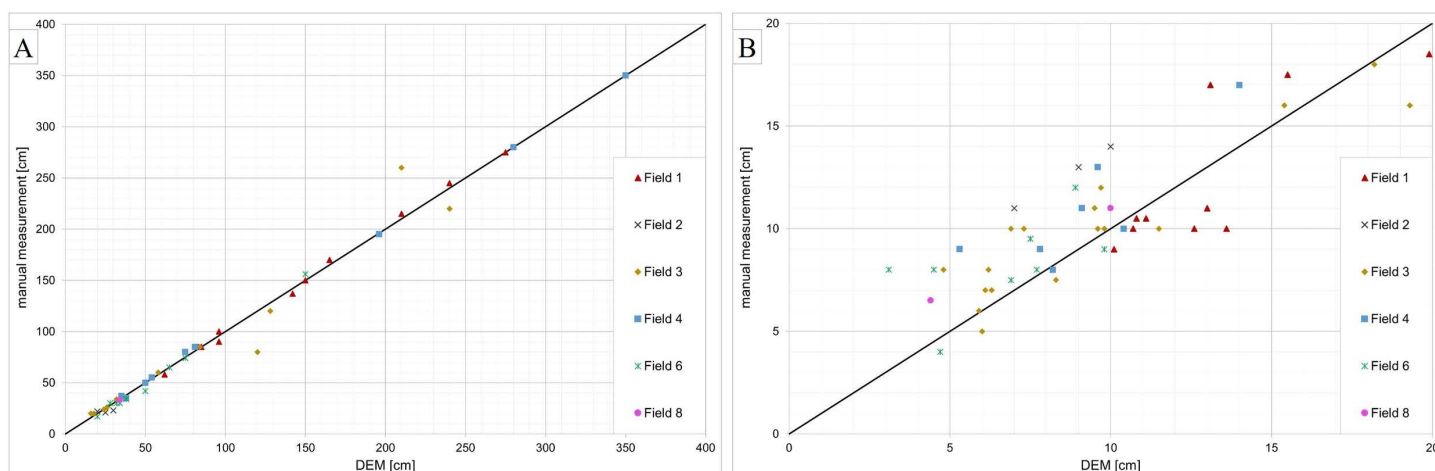 A
manual measurement [cm]
400
350
300
250
200
150
100
50
0
0 50 100 150 200 250 300 350 400
DEM [cm]
Field 1
Field 2
Field 3
Field 4
Field 6
Field 8
B
manual measurement [cm]
20
15
10
5
0
0 5 10 15 20
DEM [cm]
Field 1
Field 2
Field 3
Field 4
Field 6
Field 8